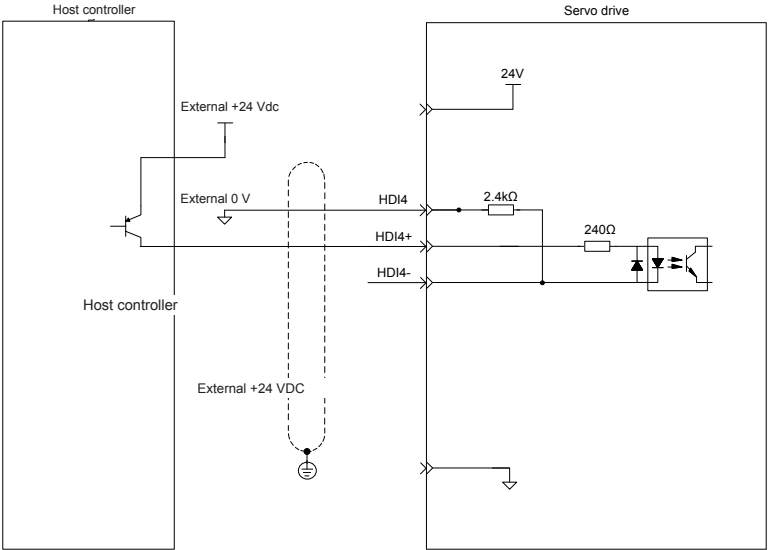 Host controller
Servo drive
24V
External +24 Vdc
External 0 V
HDI4
2.4kΩ
HDI4+
240Ω
HDI4-
Host controller
External +24 VDC